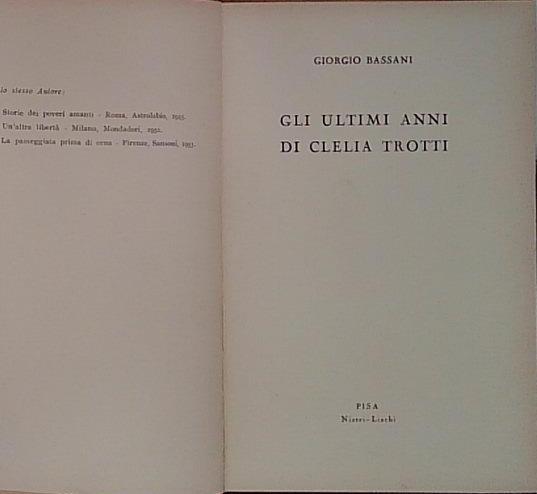 lo stesso Autore:
Storie dei poveri amanti - Roma, Astrolabio, 1945.
Un'altra libertà - Milano, Mondadori, 1952.
La passeggiata prima di cena - Firenze, Sansoni, 1953.
GIORGIO BASSANI
GLI ULTIMI ANNI
DI CLELIA TROTTI
PISA
Nistri-Lischi